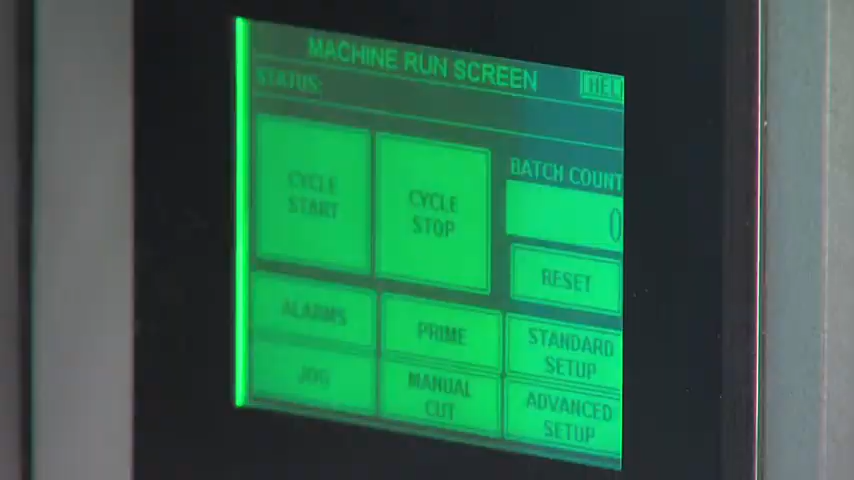 MACHINE RUN SCREEN
HEL
STATUS:
CYCLE
START
CYCLE
STOP
BATCH COUNT
0
RESET
ALARMS
PRIME
STANDARD
SETUP
JOG
MANUAL
CUT
ADVANCED
SETUP